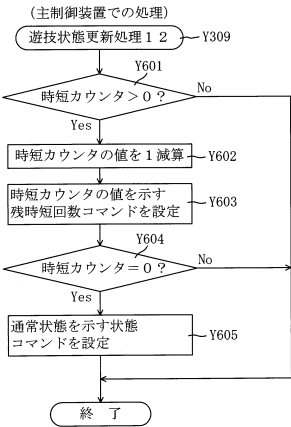 (主制御装置での処理)
遊技状態更新処理12
Y309
Y601
時短カウンタ>0?
No
Yes
時短カウンタの値を1減算
Y602
時短カウンタの値を示す
残時短回数コマンドを設定
Y603
Y604
時短カウンタ=0?
No
Yes
通常状態を示す状態
コマンドを設定
Y605
終 了